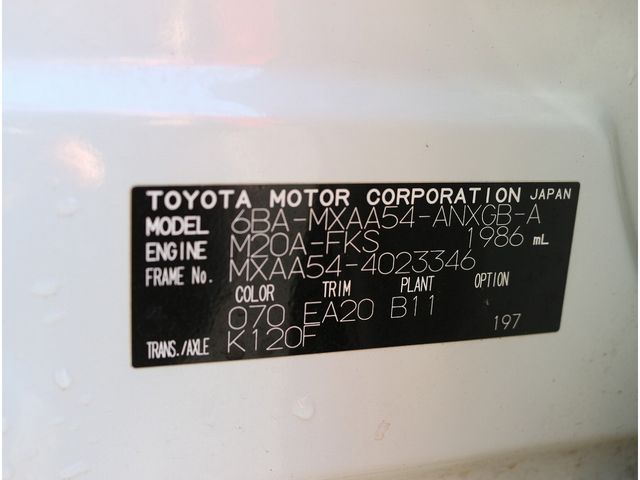 TOYOTA MOTOR CORPORATION JAPAN
MODEL 6BA-MXAA54-ANXGB-A
ENGINE M20A-FKS 1986 mL
FRAME No. MXAA54-4023346
COLOR TRIM PLANT OPTION
070 EA20 B11
TRANS./AXLE K120F 197